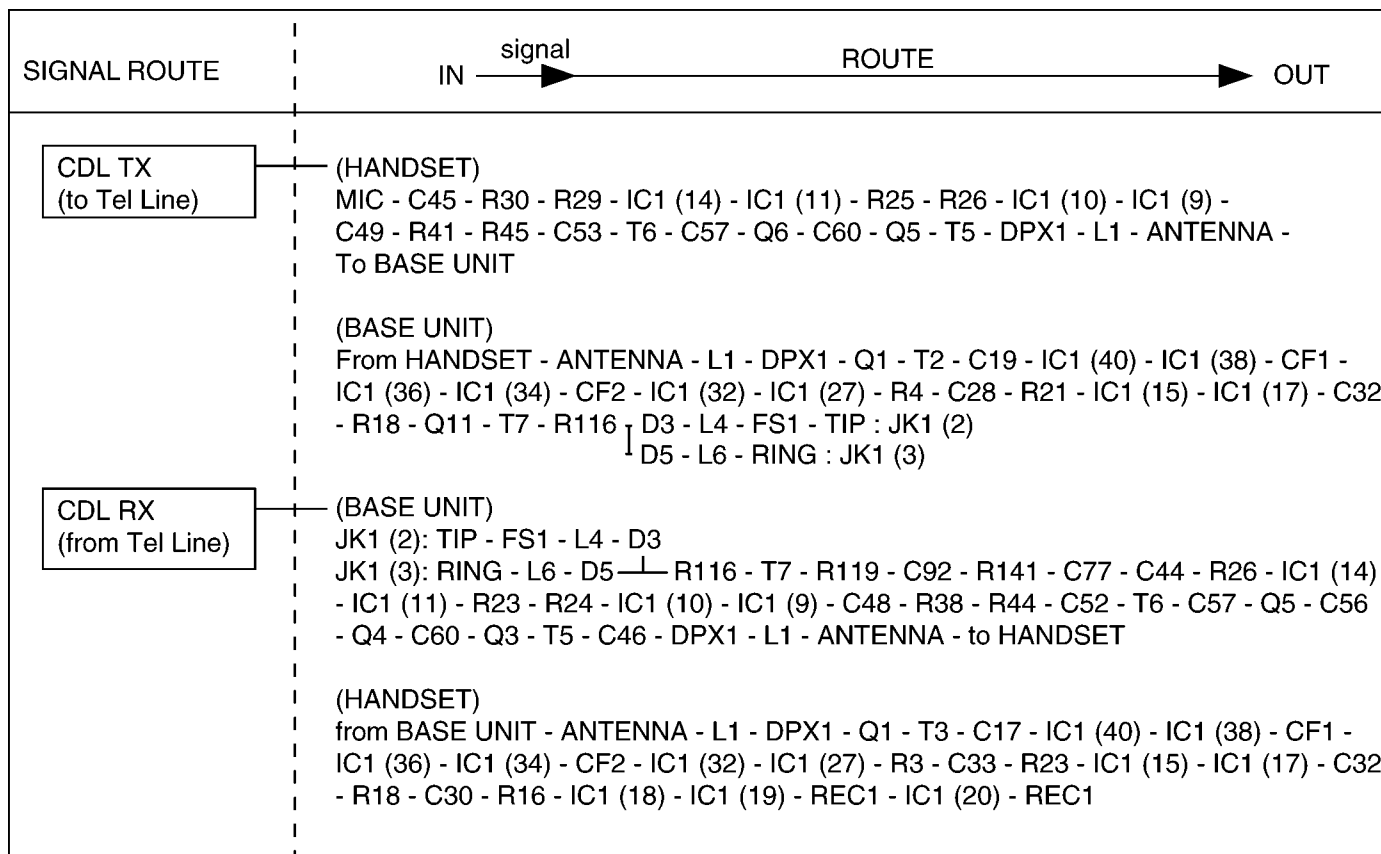 SIGNAL ROUTE
IN signal ROUTE OUT
CDL TX
(to Tel Line)
(HANDSET)
MIC - C45 - R30 - R29 - IC1 (14) - IC1 (11) - R25 - R26 - IC1 (10) - IC1 (9) -
C49 - R41 - R45 - C53 - T6 - C57 - Q6 - C60 - Q5 - T5 - DPX1 - L1 - ANTENNA -
To BASE UNIT
(BASE UNIT)
From HANDSET - ANTENNA - L1 - DPX1 - Q1 - T2 - C19 - IC1 (40) - IC1 (38) - CF1 -
IC1 (36) - IC1 (34) - CF2 - IC1 (32) - IC1 (27) - R4 - C28 - R21 - IC1 (15) - IC1 (17) - C32
- R18 - Q11 - T7 - R116 - D3 - L4 - FS1 - TIP : JK1 (2)
D5 - L6 - RING : JK1 (3)
CDL RX
(from Tel Line)
(BASE UNIT)
JK1 (2): TIP - FS1 - L4 - D3
JK1 (3): RING - L6 - D5 - R116 - T7 - R119 - C92 - R141 - C77 - C44 - R26 - IC1 (14)
- IC1 (11) - R23 - R24 - IC1 (10) - IC1 (9) - C48 - R38 - R44 - C52 - T6 - C57 - Q5 - C56
- Q4 - C60 - Q3 - T5 - C46 - DPX1 - L1 - ANTENNA - to HANDSET
(HANDSET)
from BASE UNIT - ANTENNA - L1 - DPX1 - Q1 - T3 - C17 - IC1 (40) - IC1 (38) - CF1 -
IC1 (36) - IC1 (34) - CF2 - IC1 (32) - IC1 (27) - R3 - C33 - R23 - IC1 (15) - IC1 (17) - C32
- R18 - C30 - R16 - IC1 (18) - IC1 (19) - REC1 - IC1 (20) - REC1